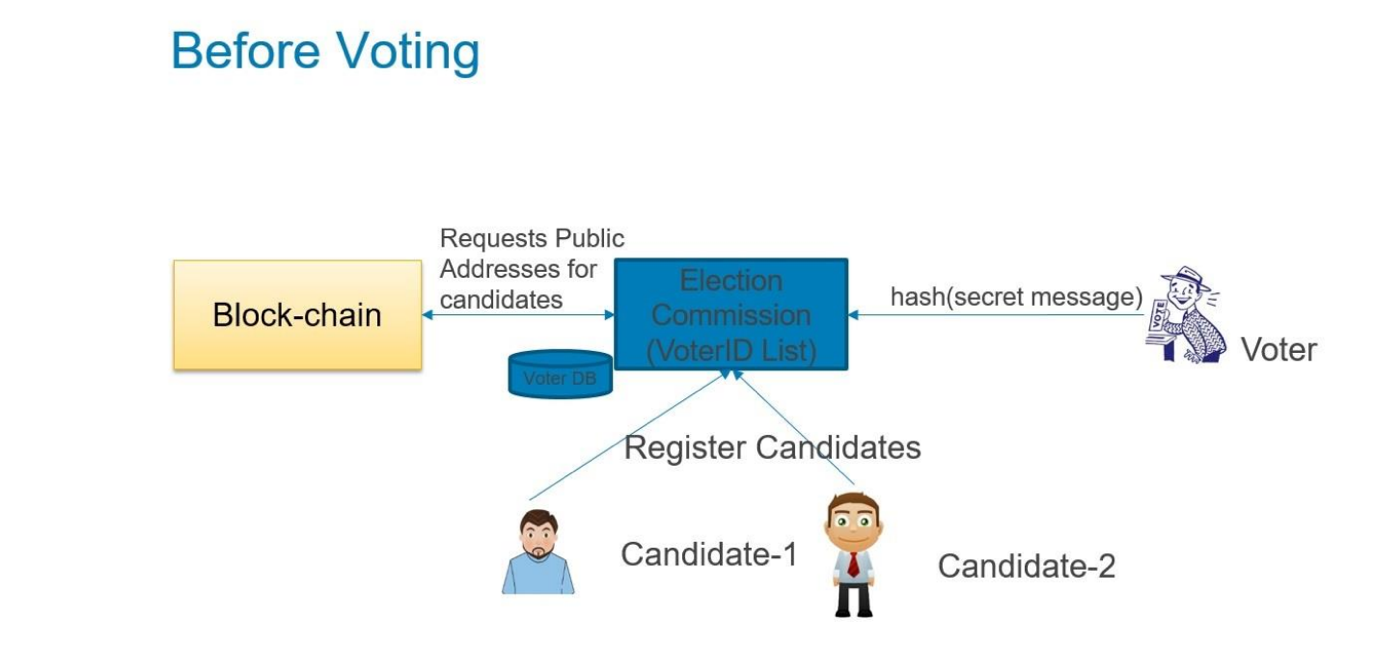 Before Voting
Requests Public
Addresses for
candidates
Block-chain
Election
Commission
(VoterID List)
hash(secret message)
VOTE
Voter
Voter DB
Register Candidates
Candidate-1
Candidate-2